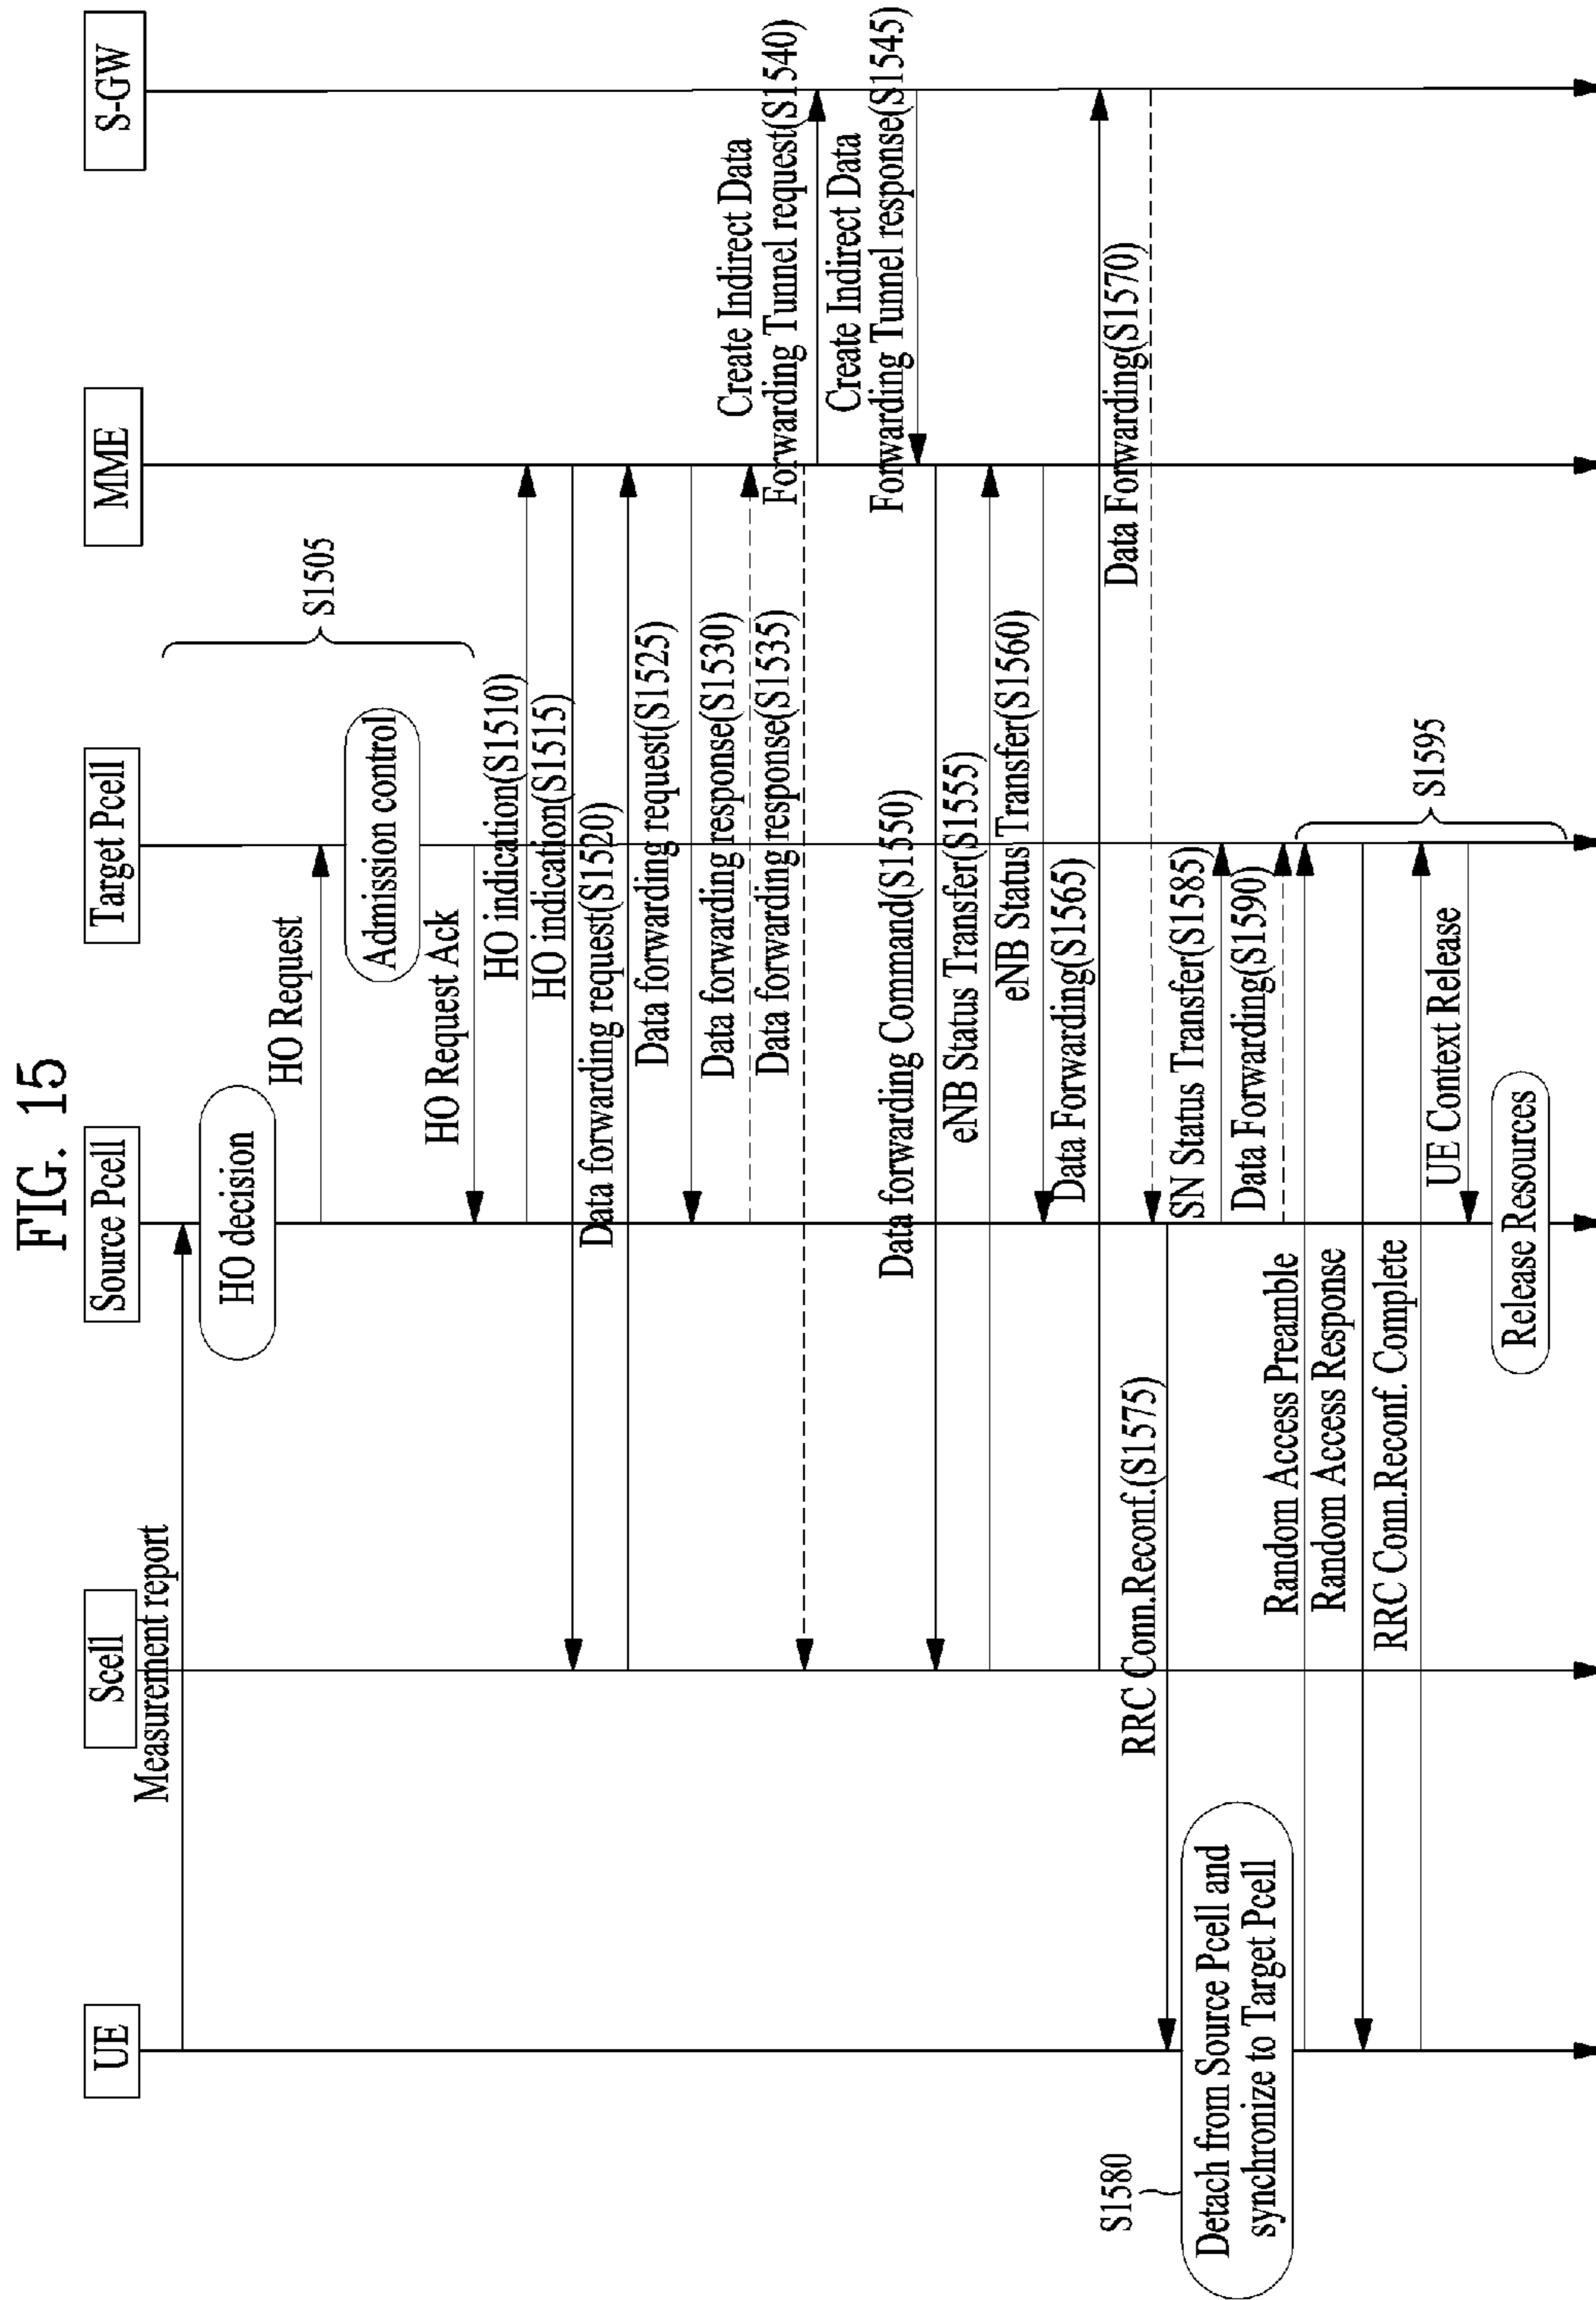 FIG. 15
UE
Scell
Source Pcell
Target Pcell
MME
S-GW
Measurement report
HO decision
HO Request
Admission control
HO Request Ack
S1505
HO indication(S1510)
HO indication(S1515)
Data forwarding request(S1520)
Data forwarding request(S1525)
Data forwarding response(S1530)
Data forwarding response(S1535)
Create Indirect Data
Forwarding Tunnel request(S1540)
Create Indirect Data
Forwarding Tunnel response(S1545)
Data forwarding Command(S1550)
eNB Status Transfer(S1555)
eNB Status Transfer(S1560)
Data Forwarding(S1565)
Data Forwarding(S1570)
RRC Conn.Reconf.(S1575)
S1580
Detach from Source Pcell and
synchronize to Target Pcell
SN Status Transfer(S1585)
Data Forwarding(S1590)
Random Access Preamble
Random Access Response
RRC Conn.Reconf. Complete
UE Context Release
S1595
Release Resources